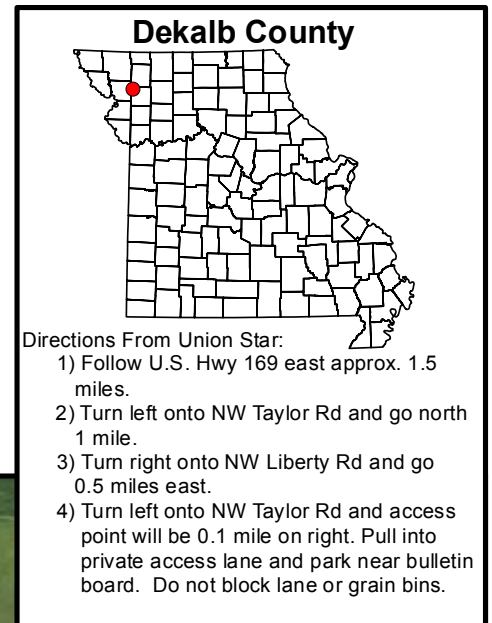 Dekalb County
Directions From Union Star:
1) Follow U.S. Hwy 169 east approx. 1.5
miles.
2) Turn left onto NW Taylor Rd and go north
1 mile.
3) Turn right onto NW Liberty Rd and go
0.5 miles east.
4) Turn left onto NW Taylor Rd and access
point will be 0.1 mile on right. Pull into
private access lane and park near bulletin
board. Do not block lane or grain bins.